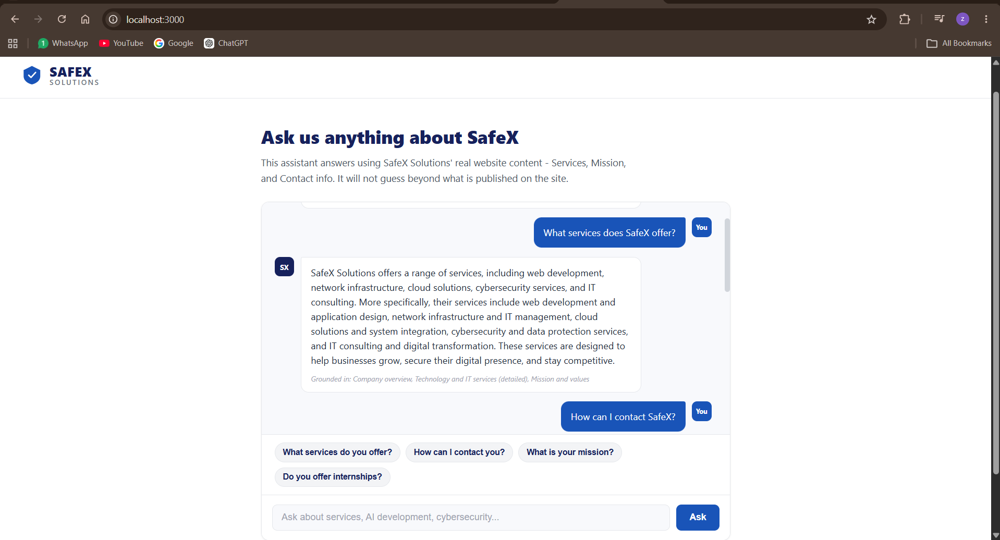 localhost:3000
Z
1
WhatsApp
YouTube
Google
ChatGPT
All Bookmarks
SAFEX
SOLUTIONS
Ask us anything about SafeX
This assistant answers using SafeX Solutions' real website content - Services, Mission,
and Contact info. It will not guess beyond what is published on the site.
What services does SafeX offer?
You
SX
SafeX Solutions offers a range of services, including web development,
network infrastructure, cloud solutions, cybersecurity services, and IT
consulting. More specifically, their services include web development and
application design, network infrastructure and IT management, cloud
solutions and system integration, cybersecurity and data protection services,
and IT consulting and digital transformation. These services are designed to
help businesses grow, secure their digital presence, and stay competitive.
Grounded in: Company overview, Technology and IT services (detailed), Mission and values
How can I contact SafeX?
You
What services do you offer?
How can I contact you?
What is your mission?
Do you offer internships?
Ask about services, AI development, cybersecurity...
Ask